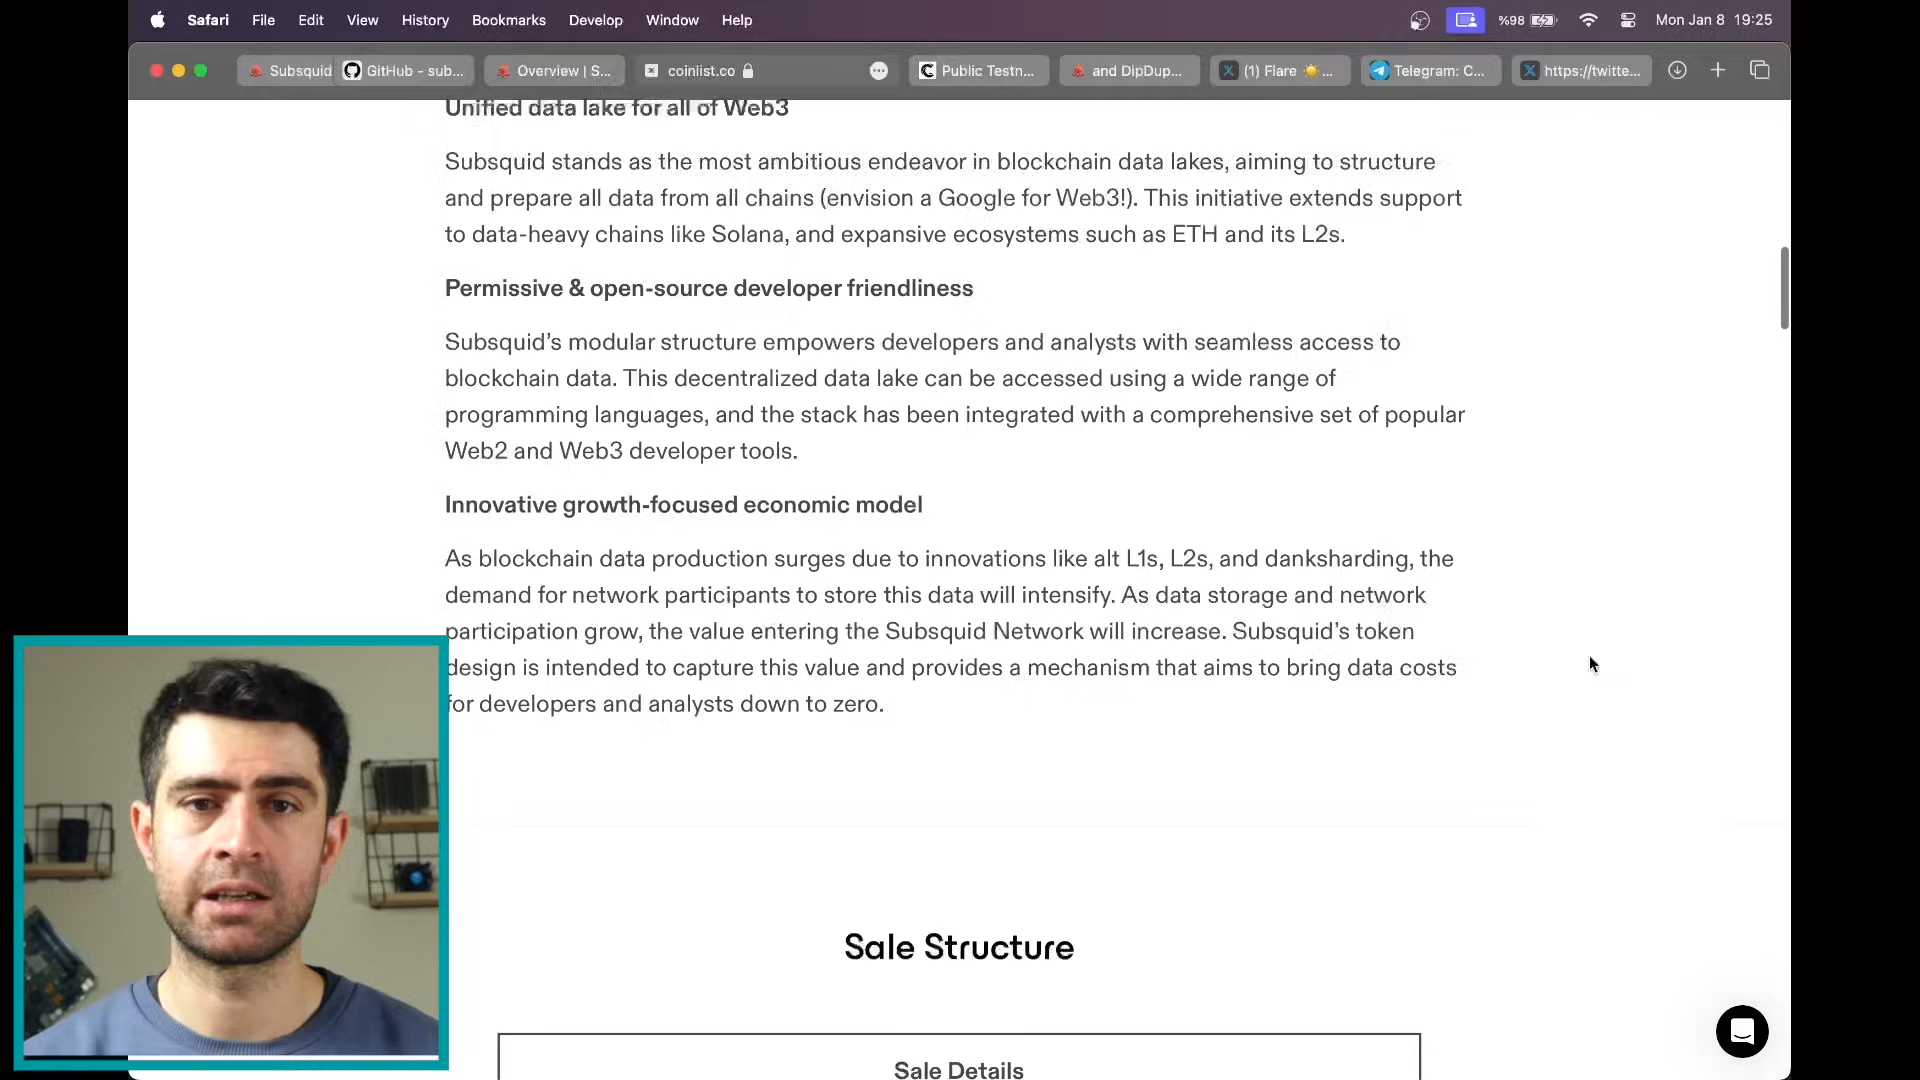 Safari File Edit View History Bookmarks Develop Window Help %98 Mon Jan 8 19:25
Subsquid GitHub – sub... Overview | S... coinlist.co Public Testn... and DipDup... (1) Flare ☀️... Telegram: C... https://twitte...
Unified data lake for all of Web3
Subsquid stands as the most ambitious endeavor in blockchain data lakes, aiming to structure
and prepare all data from all chains (envision a Google for Web3!). This initiative extends support
to data-heavy chains like Solana, and expansive ecosystems such as ETH and its L2s.
Permissive & open-source developer friendliness
Subsquid’s modular structure empowers developers and analysts with seamless access to
blockchain data. This decentralized data lake can be accessed using a wide range of
programming languages, and the stack has been integrated with a comprehensive set of popular
Web2 and Web3 developer tools.
Innovative growth-focused economic model
As blockchain data production surges due to innovations like alt L1s, L2s, and danksharding, the
demand for network participants to store this data will intensify. As data storage and network
participation grow, the value entering the Subsquid Network will increase. Subsquid’s token
design is intended to capture this value and provides a mechanism that aims to bring data costs
for developers and analysts down to zero.
Sale Structure
Sale Details